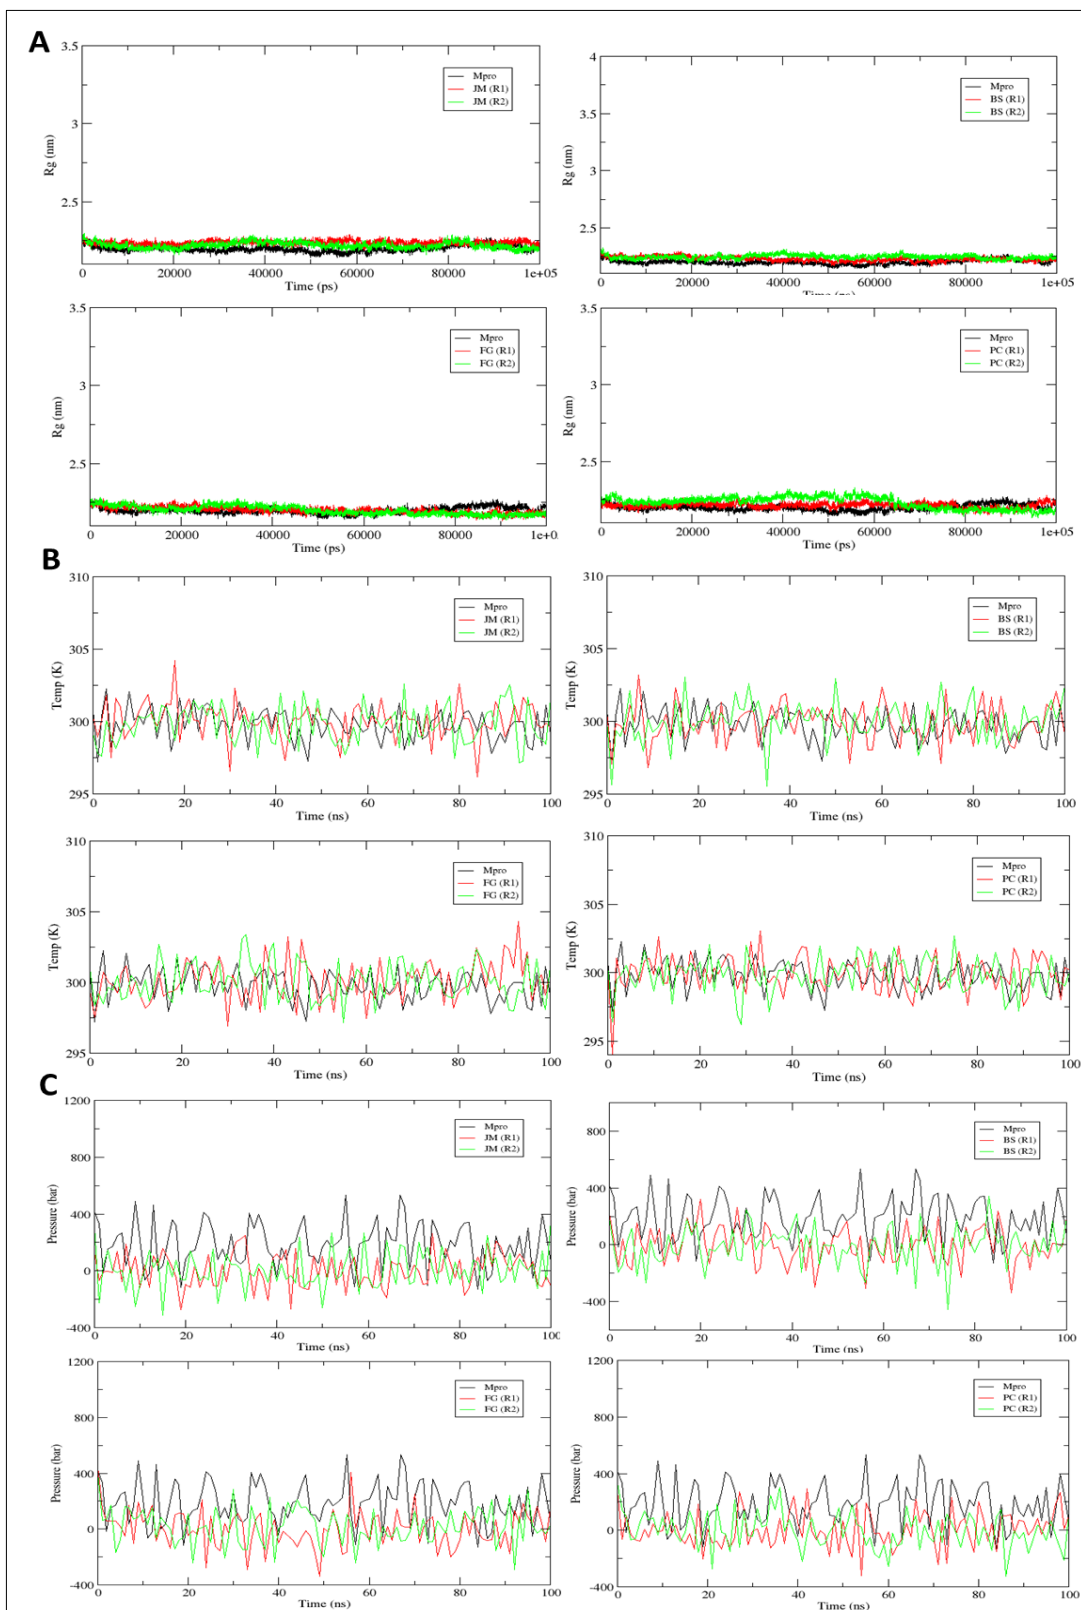 A
3.5
3
2.5
Rg (nm)
Mpro
JM (R1)
JM (R2)
0 20000 40000 60000 80000 1e+05
Time (ps)
4
3.5
3
2.5
Rg (nm)
Mpro
BS (R1)
BS (R2)
0 20000 40000 60000 80000 1e+05
Time (ps)
3.5
3
2.5
Rg (nm)
Mpro
FG (R1)
FG (R2)
0 20000 40000 60000 80000 1e+0
Time (ps)
3.5
3
2.5
Rg (nm)
Mpro
PC (R1)
PC (R2)
0 20000 40000 60000 80000 1e+05
Time (ps)
B
310
305
300
295
Temp (K)
Mpro
JM (R1)
JM (R2)
0 20 40 60 80 100
Time (ns)
310
305
300
295
Temp (K)
Mpro
BS (R1)
BS (R2)
0 20 40 60 80 100
Time (ns)
310
305
300
295
Temp (K)
Mpro
FG (R1)
FG (R2)
0 20 40 60 80 100
Time (ns)
310
305
300
295
Temp (K)
Mpro
PC (R1)
PC (R2)
0 20 40 60 80 100
Time (ns)
C
1200
800
400
0
-400
Pressure (bar)
Mpro
JM (R1)
JM (R2)
0 20 40 60 80 100
Time (ns)
800
400
0
-400
Pressure (bar)
Mpro
BS (R1)
BS (R2)
0 20 40 60 80 100
Time (ns)
1200
800
400
0
-400
Pressure (bar)
Mpro
FG (R1)
FG (R2)
0 20 40 60 80 100
Time (ns)
1200
800
400
0
-400
Pressure (bar)
Mpro
PC (R1)
PC (R2)
0 20 40 60 80 100
Time (ns)